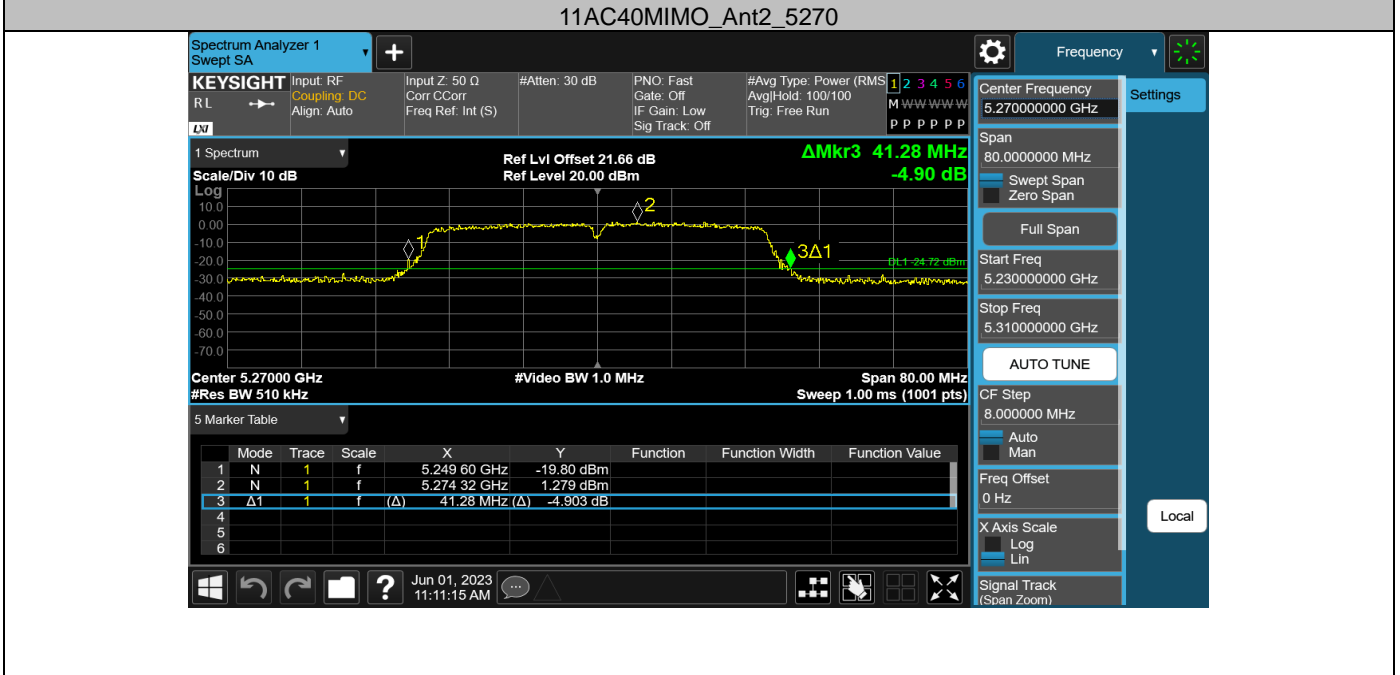 11AC40MIMO_Ant2_5270
Spectrum Analyzer 1
Swept SA
+
Frequency
KEYSIGHT
R L
LXI
Input: RF
Coupling: DC
Align: Auto
Input Z: 50 Ω
Corr CCorr
Freq Ref: Int (S)
#Atten: 30 dB
PNO: Fast
Gate: Off
IF Gain: Low
Sig Track: Off
#Avg Type: Power (RMS
Avg|Hold: 100/100
Trig: Free Run
1 2 3 4 5 6
M W W W W W
P P P P P P
1 Spectrum
Scale/Div 10 dB
Ref Lvl Offset 21.66 dB
Ref Level 20.00 dBm
ΔMkr3 41.28 MHz
-4.90 dB
Log
10.0
0.00
-10.0
-20.0
-30.0
-40.0
-50.0
-60.0
-70.0
1
2
3Δ1
DL1 -24.72 dBm
Center 5.27000 GHz
#Video BW 1.0 MHz
Span 80.00 MHz
#Res BW 510 kHz
Sweep 1.00 ms (1001 pts)
5 Marker Table
Mode Trace Scale X Y Function Function Width Function Value
1 N 1 f 5.249 60 GHz -19.80 dBm
2 N 1 f 5.274 32 GHz 1.279 dBm
3 Δ1 1 f (Δ) 41.28 MHz (Δ) -4.903 dB
4
5
6
?
Jun 01, 2023
11:11:15 AM
Center Frequency
5.270000000 GHz
Span
80.0000000 MHz
Swept Span
Zero Span
Full Span
Start Freq
5.230000000 GHz
Stop Freq
5.310000000 GHz
AUTO TUNE
CF Step
8.000000 MHz
Auto
Man
Freq Offset
0 Hz
X Axis Scale
Log
Lin
Signal Track
(Span Zoom)
Settings
Local